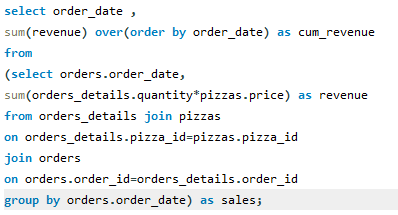 select order_date ,
sum(revenue) over(order by order_date) as cum_revenue
from
(select orders.order_date,
sum(orders_details.quantity*pizzas.price) as revenue
from orders_details join pizzas
on orders_details.pizza_id=pizzas.pizza_id
join orders
on orders.order_id=orders_details.order_id
group by orders.order_date) as sales;